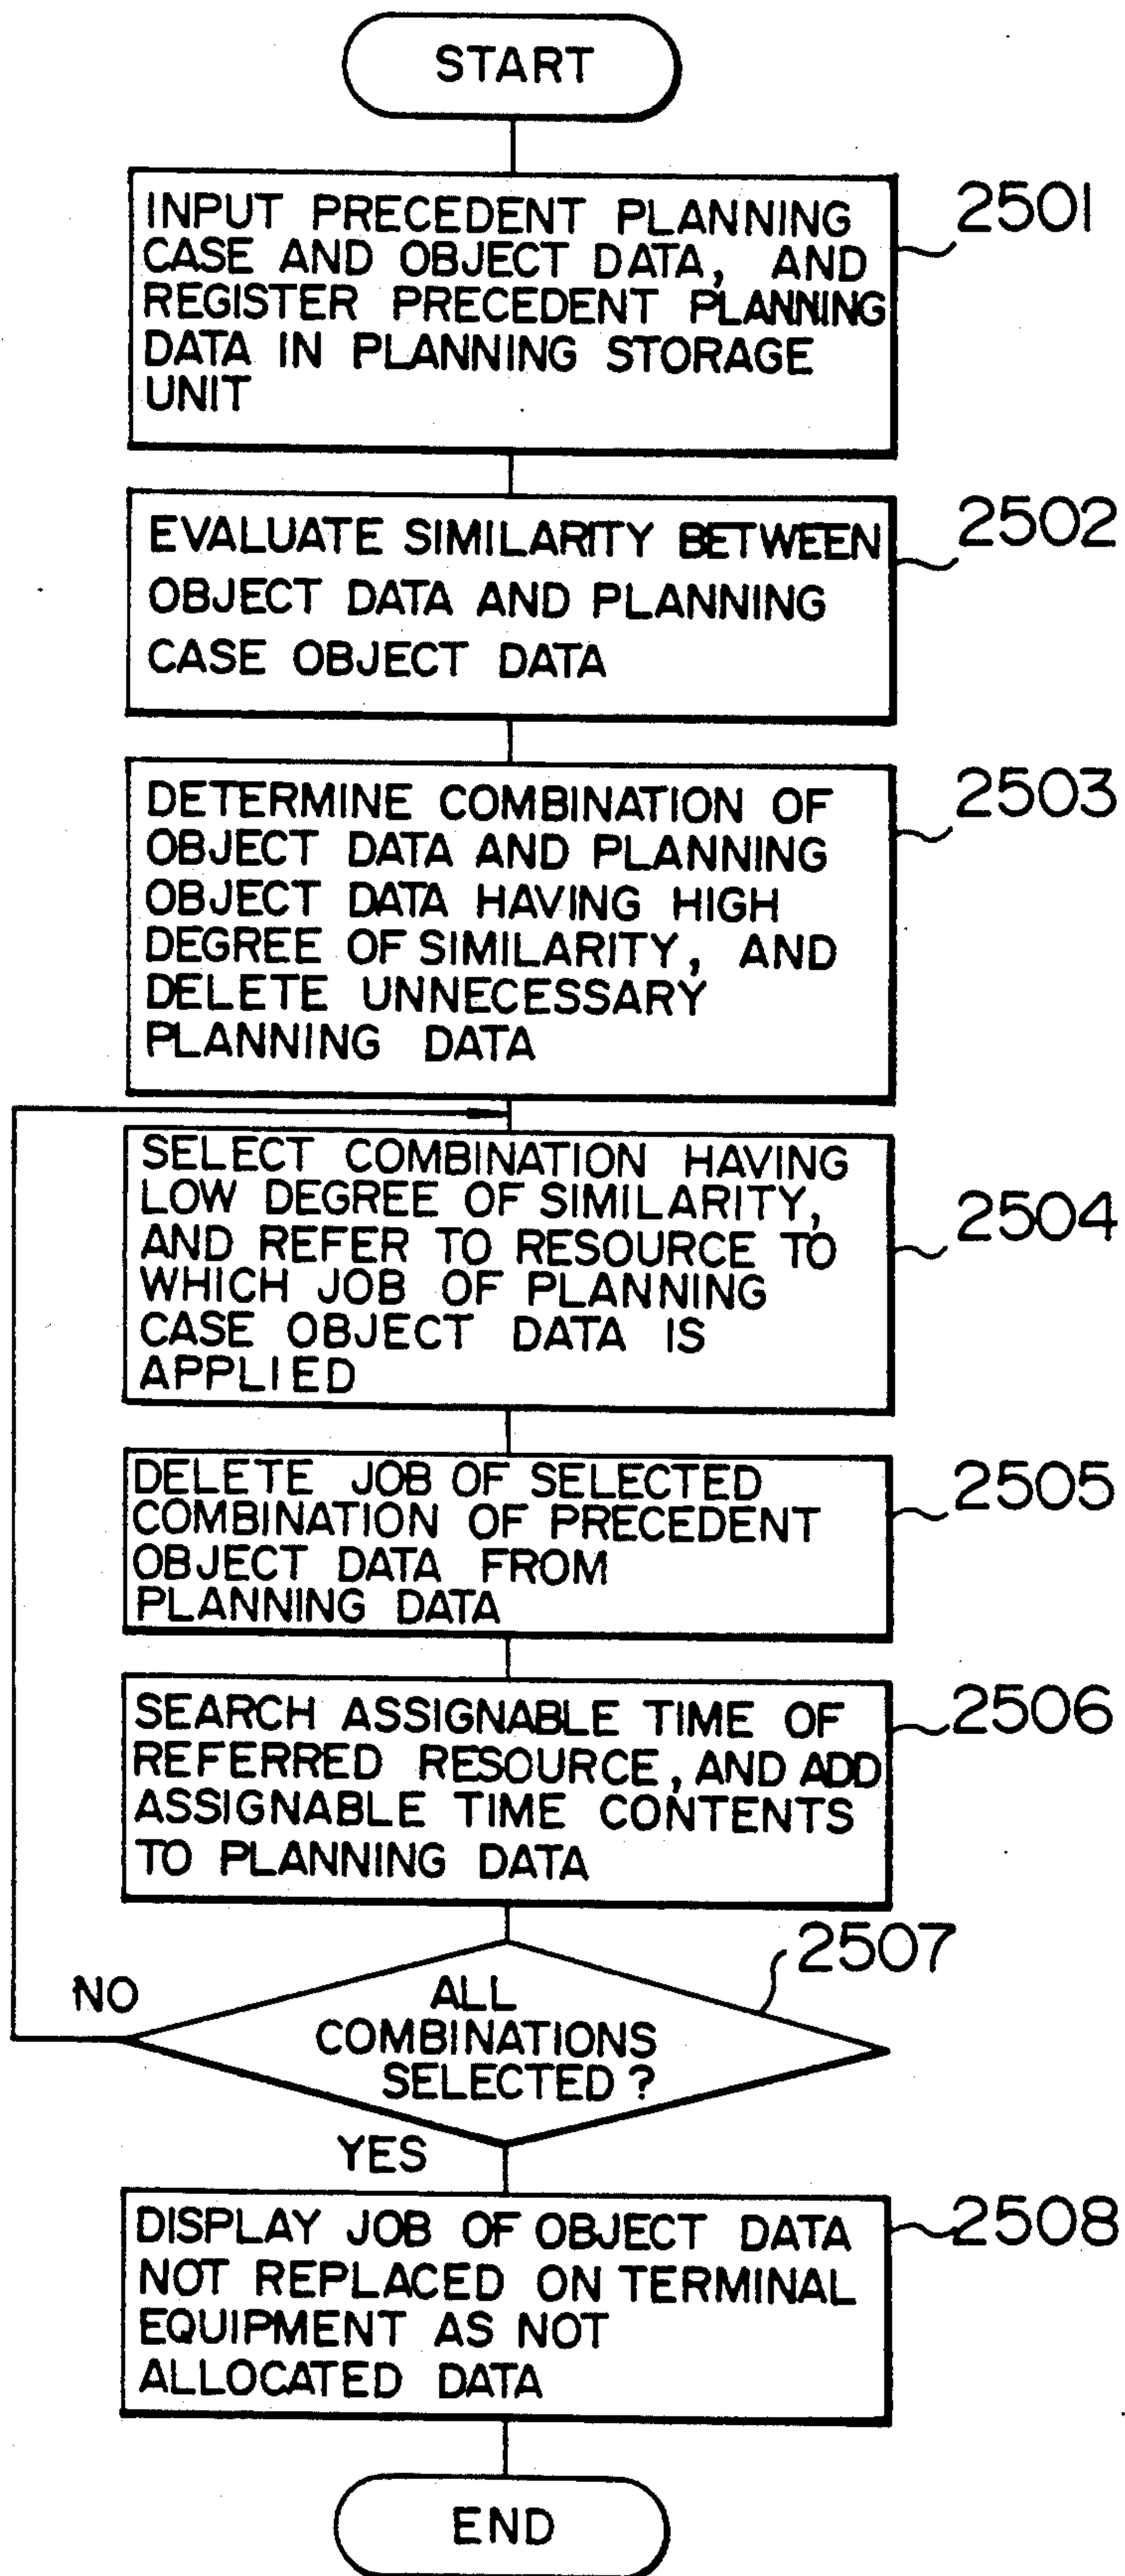 START
INPUT PRECEDENT PLANNING
CASE AND OBJECT DATA, AND
REGISTER PRECEDENT PLANNING
DATA IN PLANNING STORAGE
UNIT
2501
EVALUATE SIMILARITY BETWEEN
OBJECT DATA AND PLANNING
CASE OBJECT DATA
2502
DETERMINE COMBINATION OF
OBJECT DATA AND PLANNING
OBJECT DATA HAVING HIGH
DEGREE OF SIMILARITY, AND
DELETE UNNECESSARY
PLANNING DATA
2503
SELECT COMBINATION HAVING
LOW DEGREE OF SIMILARITY,
AND REFER TO RESOURCE TO
WHICH JOB OF PLANNING
CASE OBJECT DATA IS
APPLIED
2504
DELETE JOB OF SELECTED
COMBINATION OF PRECEDENT
OBJECT DATA FROM
PLANNING DATA
2505
SEARCH ASSIGNABLE TIME OF
REFERRED RESOURCE, AND ADD
ASSIGNABLE TIME CONTENTS
TO PLANNING DATA
2506
2507
NO
ALL
COMBINATIONS
SELECTED?
YES
DISPLAY JOB OF OBJECT DATA
NOT REPLACED ON TERMINAL
EQUIPMENT AS NOT
ALLOCATED DATA
2508
END